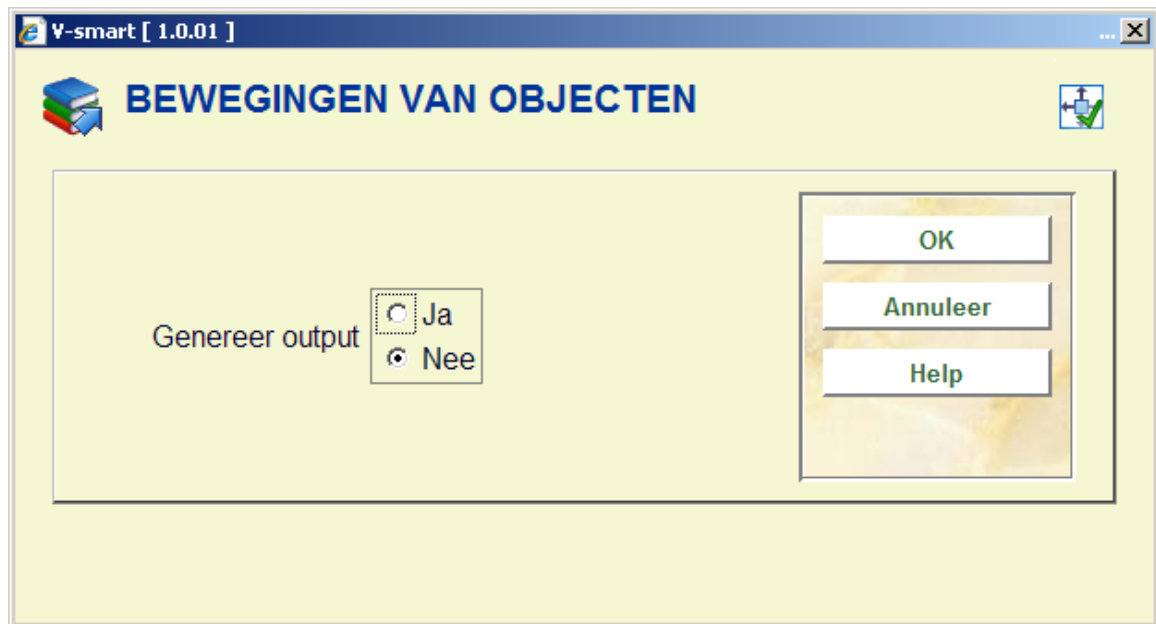 V-smart [ 1.0.01 ] ...
BEWEGINGEN VAN OBJECTEN
Genereer output
Ja
Nee
OK
Annuleer
Help